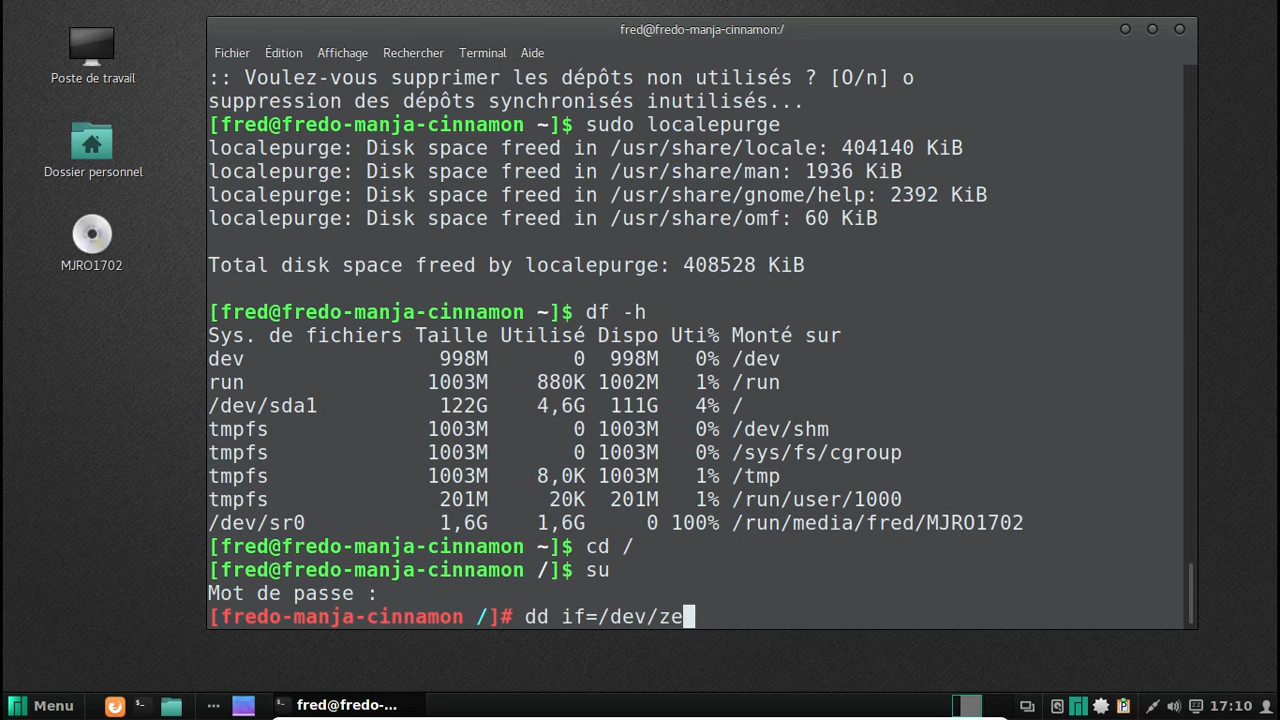 Poste de travail
Dossier personnel
MJRO1702
fred@fredo-manja-cinnamon:/
Fichier Édition Affichage Rechercher Terminal Aide
:: Voulez-vous supprimer les dépôts non utilisés ? [O/n] o
suppression des dépôts synchronisés inutilisés...
[fred@fredo-manja-cinnamon ~]$ sudo localepurge
localepurge: Disk space freed in /usr/share/locale: 404140 KiB
localepurge: Disk space freed in /usr/share/man: 1936 KiB
localepurge: Disk space freed in /usr/share/gnome/help: 2392 KiB
localepurge: Disk space freed in /usr/share/omf: 60 KiB
Total disk space freed by localepurge: 408528 KiB
[fred@fredo-manja-cinnamon ~]$ df -h
Sys. de fichiers Taille Utilisé Dispo Uti% Monté sur
dev 998M 0 998M 0% /dev
run 1003M 880K 1002M 1% /run
/dev/sda1 122G 4,6G 111G 4% /
tmpfs 1003M 0 1003M 0% /dev/shm
tmpfs 1003M 0 1003M 0% /sys/fs/cgroup
tmpfs 1003M 8,0K 1003M 1% /tmp
tmpfs 201M 20K 201M 1% /run/user/1000
/dev/sr0 1,6G 1,6G 0 100% /run/media/fred/MJRO1702
[fred@fredo-manja-cinnamon ~]$ cd /
[fred@fredo-manja-cinnamon /]$ su
Mot de passe :
[fredo-manja-cinnamon /]# dd if=/dev/ze
Menu fred@fredo-... 17:10